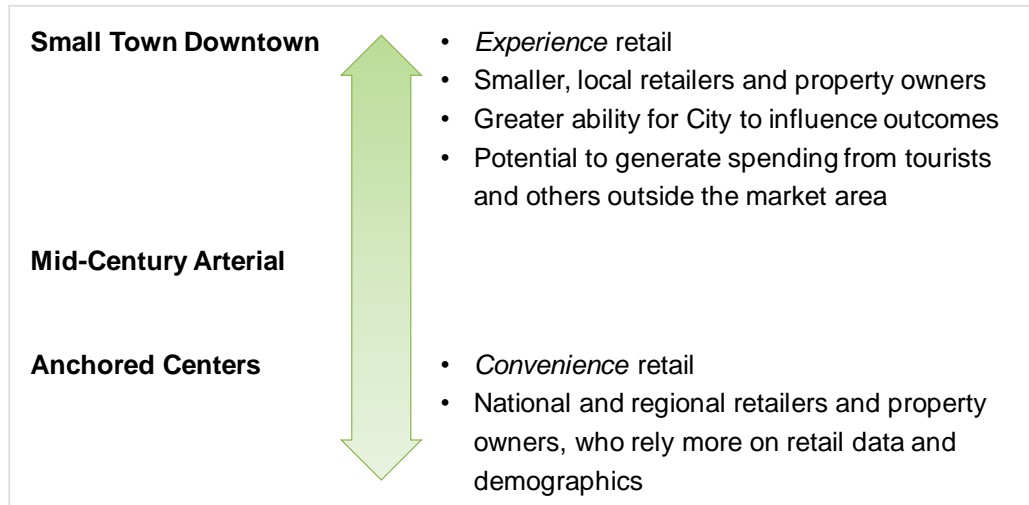 Small Town Downtown
• Experience retail
• Smaller, local retailers and property owners
• Greater ability for City to influence outcomes
• Potential to generate spending from tourists
and others outside the market area
Mid-Century Arterial
Anchored Centers
• Convenience retail
• National and regional retailers and property
owners, who rely more on retail data and
demographics